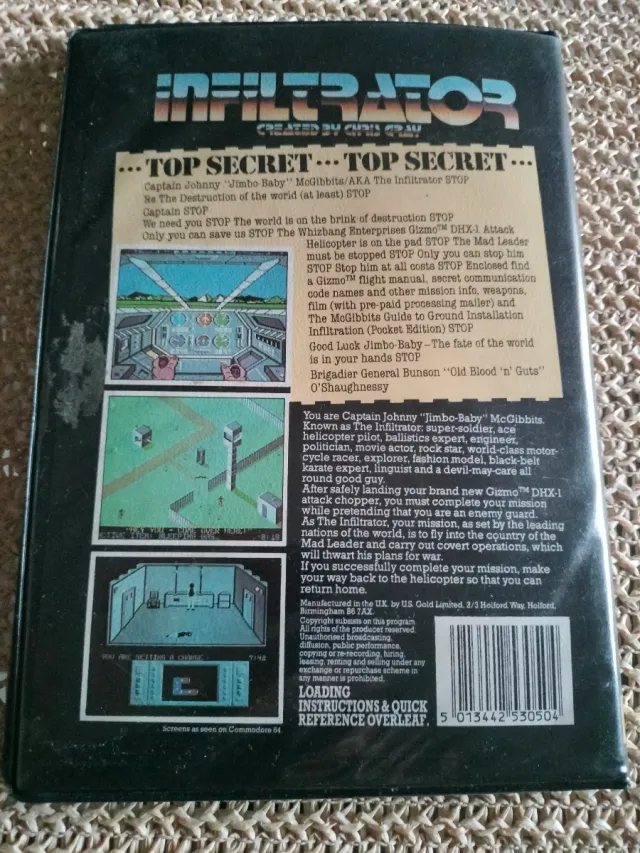 INFILTRATOR
CREATED BY CHRIS GRAY
... TOP SECRET ... TOP SECRET ...
Captain Johnny "Jimbo Baby" McGibbits/AKA The Infiltrator STOP
Re The Destruction of the world (at least) STOP
Captain STOP
We need you STOP The world is on the brink of destruction STOP
Only you can save us STOP The Whizbang Enterprises Gizmo™ DHX-1 Attack
Helicopter is on the pad STOP The Mad Leader
must be stopped STOP Only you can stop him
STOP Stop him at all costs STOP Enclosed find
a Gizmo™ flight manual, secret communication
code names and other mission info, weapons,
film (with pre-paid processing mailer) and
The McGibbits Guide to Ground Installation
Infiltration (Pocket Edition) STOP
Good Luck Jimbo-Baby—The fate of the world
is in your hands STOP
Brigadier General Bunson "Old Blood 'n' Guts"
O'Shaughnessy
"HEY YOU - COME OVER HERE!"
ACTIVE ITEM: SLEEPING GAS
You are Captain Johnny "Jimbo-Baby" McGibbits.
Known as The Infiltrator: super-soldier, ace
helicopter pilot, ballistics expert, engineer,
politician, movie actor, rock star, world-class motor-
cycle racer, explorer, fashion model, black-belt
karate expert, linguist and a devil-may-care all
round good guy.
After safely landing your brand new Gizmo™ DHX-1
attack chopper, you must complete your mission
while pretending that you are an enemy guard.
As The Infiltrator, your mission, as set by the leading
nations of the world, is to fly into the country of the
Mad Leader and carry out covert operations, which
will thwart his plans for war.
If you successfully complete your mission, make
your way back to the helicopter so that you can
return home.
Manufactured in the U.K. by U.S. Gold Limited, 2/3 Holford Way, Holford,
Birmingham B6 7AX.
Copyright subsists on this program.
All rights of the producer reserved.
Unauthorised broadcasting,
diffusion, public performance,
copying or re-recording, hiring,
leasing, renting and selling under any
exchange or repurchase scheme in
any manner is prohibited.
LOADING
INSTRUCTIONS & QUICK
REFERENCE OVERLEAF.
5 013442 530504
Screens as seen on Commodore 64.